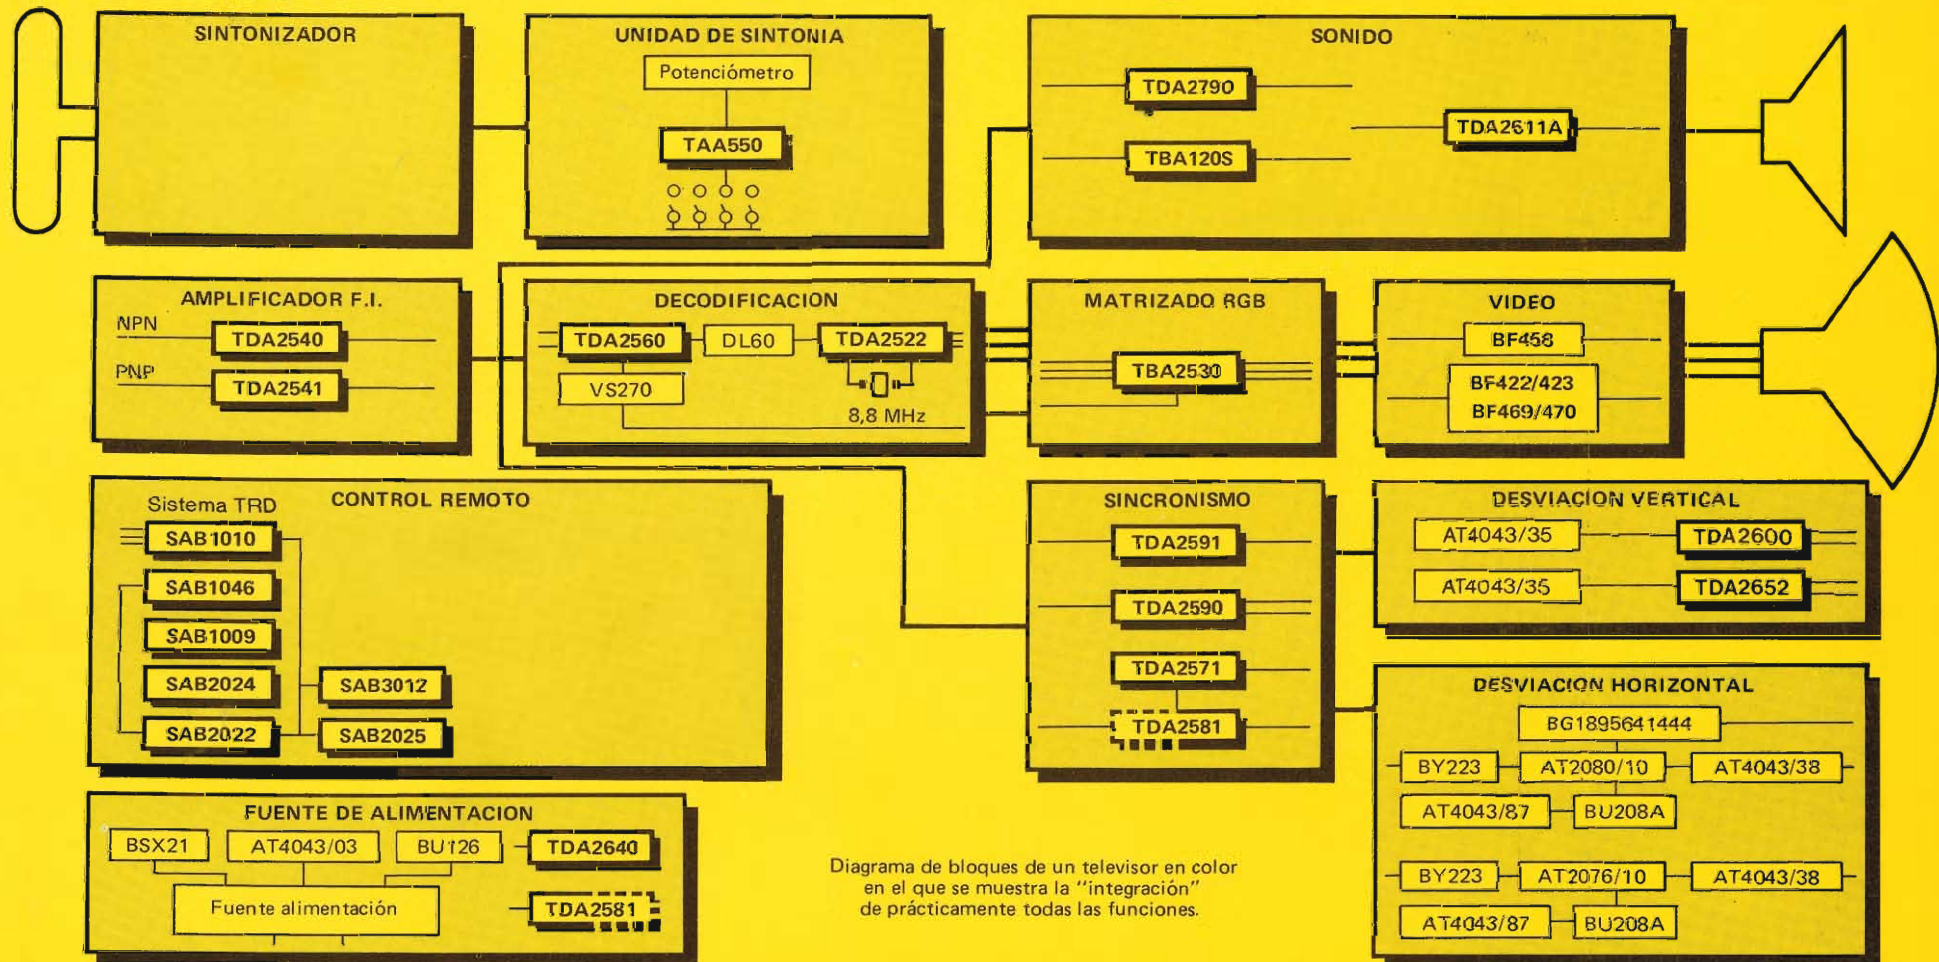 SINTONIZADOR
UNIDAD DE SINTONIA
Potenciómetro
TAA550
SONIDO
TDA2790
TBA120S
TDA2611A
AMPLIFICADOR F.I.
NPN
TDA2540
PNP
TDA2541
DECODIFICACION
TDA2560
DL60
TDA2522
VS270
8,8 MHz
MATRIZADO RGB
TBA2530
VIDEO
BF458
BF422/423
BF469/470
CONTROL REMOTO
Sistema TRD
SAB1010
SAB1046
SAB1009
SAB2024
SAB3012
SAB2022
SAB2025
SINCRONISMO
TDA2591
TDA2590
TDA2571
TDA2581
DESVIACION VERTICAL
AT4043/35
TDA2600
AT4043/35
TDA2652
DESVIACION HORIZONTAL
BG1895641444
BY223
AT2080/10
AT4043/38
AT4043/87
BU208A
BY223
AT2076/10
AT4043/38
AT4043/87
BU208A
FUENTE DE ALIMENTACION
BSX21
AT4043/03
BU126
TDA2640
Fuente alimentación
TDA2581
Diagrama de bloques de un televisor en color
en el que se muestra la "integración"
de prácticamente todas las funciones.